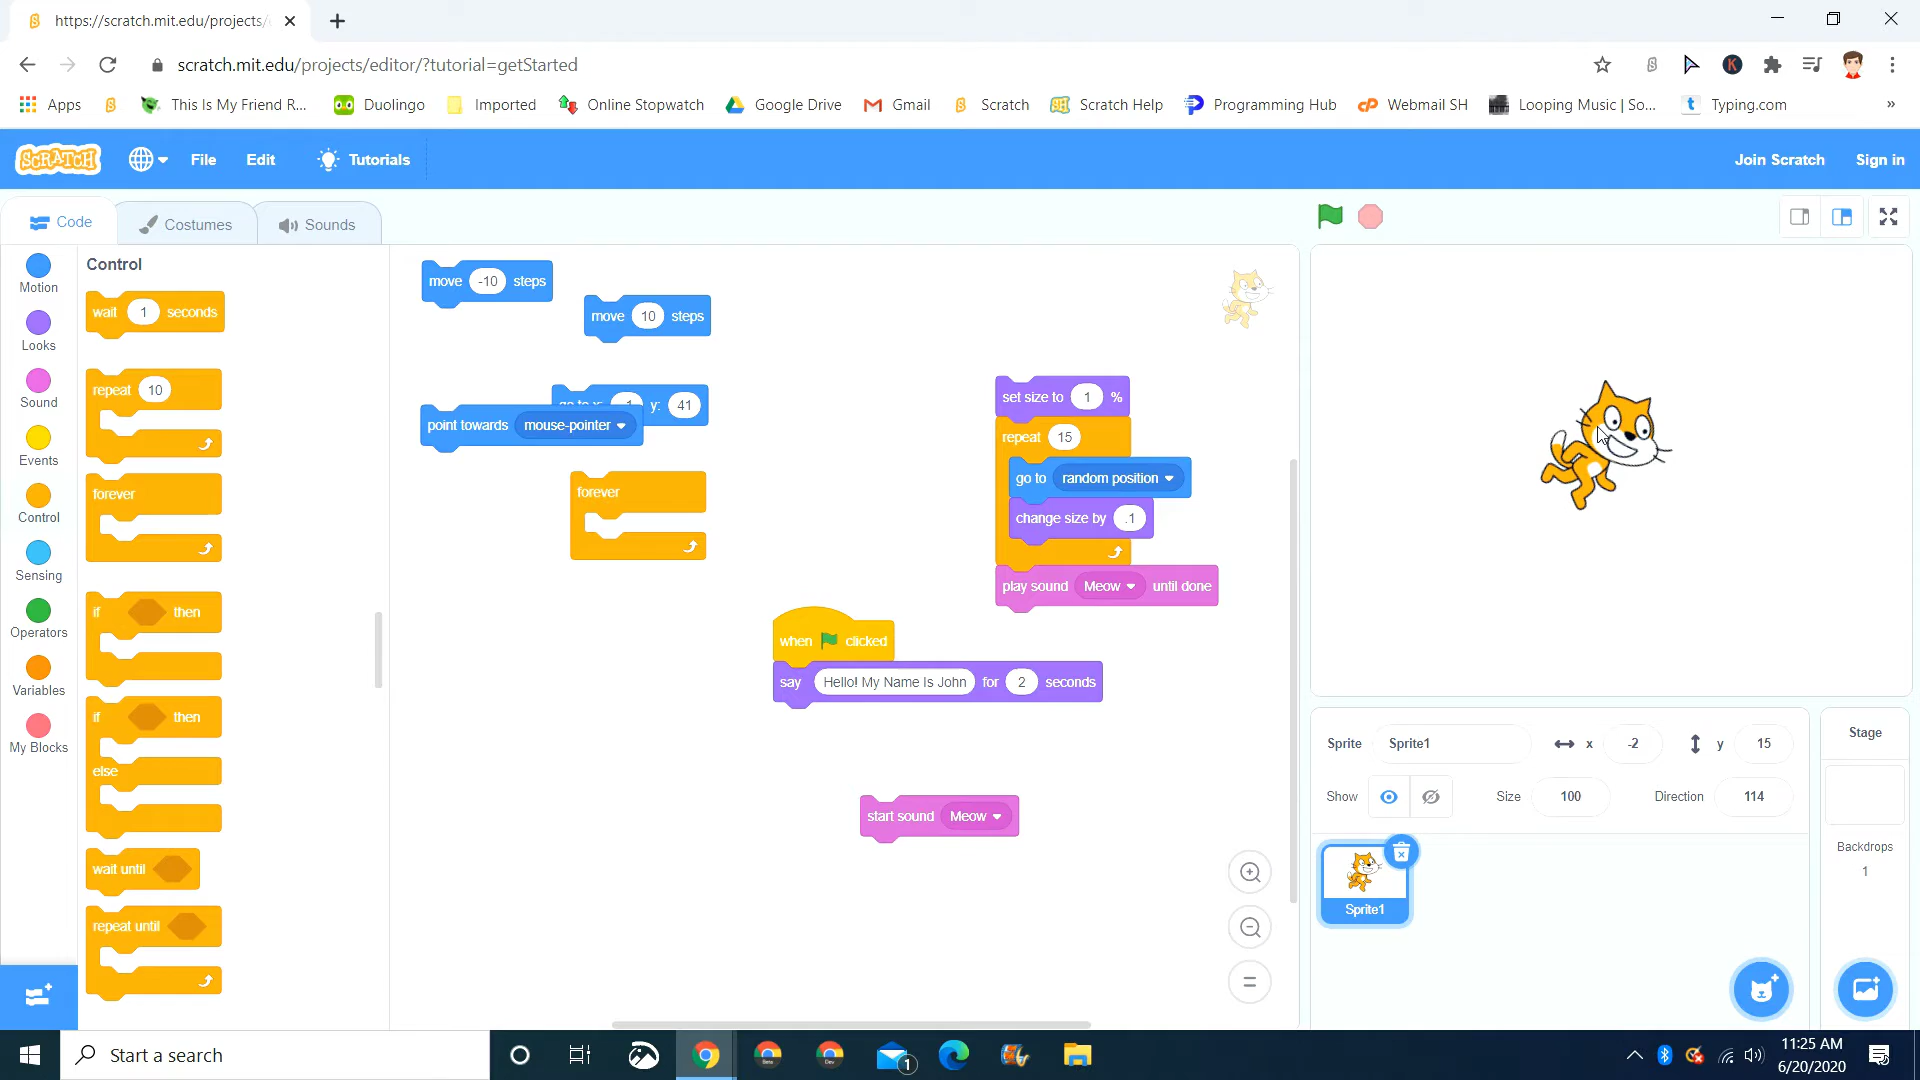 https://scratch.mit.edu/projects/
scratch.mit.edu/projects/editor/?tutorial=getStarted
Apps This Is My Friend R... Duolingo Imported Online Stopwatch Google Drive Gmail Scratch Scratch Help Programming Hub Webmail SH Looping Music | So... Typing.com »
SCRATCH File Edit Tutorials Join Scratch Sign in
Code Costumes Sounds
Motion
Looks
Sound
Events
Control
Sensing
Operators
Variables
My Blocks
Control
wait 1 seconds
repeat 10
forever
if then
if then
else
wait until
repeat until
move -10 steps
move 10 steps
y: 41
point towards mouse-pointer
forever
set size to 1 %
repeat 15
go to random position
change size by .1
play sound Meow until done
when clicked
say Hello! My Name Is John for 2 seconds
start sound Meow
Sprite Sprite1 x -2 y 15
Show Size 100 Direction 114
Sprite1
Stage
Backdrops
1
Start a search
1
11:25 AM
6/20/2020